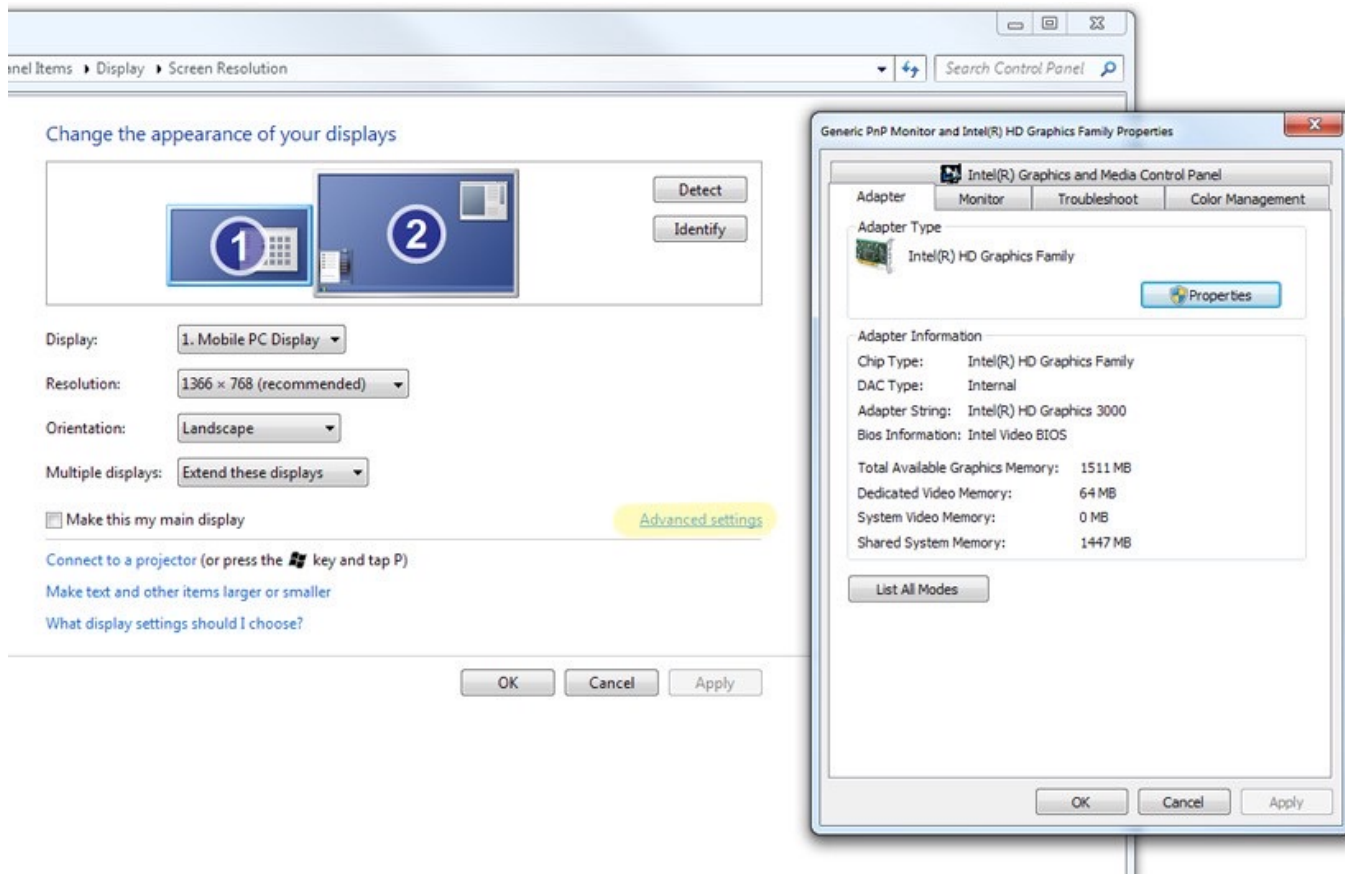 anel Items ▸ Display ▸ Screen Resolution
Search Control Panel
Change the appearance of your displays
1
2
Detect
Identify
Display: 1. Mobile PC Display
Resolution: 1366 × 768 (recommended)
Orientation: Landscape
Multiple displays: Extend these displays
Make this my main display
Advanced settings
Connect to a projector (or press the key and tap P)
Make text and other items larger or smaller
What display settings should I choose?
OK Cancel Apply
Generic PnP Monitor and Intel(R) HD Graphics Family Properties
Intel(R) Graphics and Media Control Panel
Adapter Monitor Troubleshoot Color Management
Adapter Type
Intel(R) HD Graphics Family
Properties
Adapter Information
Chip Type: Intel(R) HD Graphics Family
DAC Type: Internal
Adapter String: Intel(R) HD Graphics 3000
Bios Information: Intel Video BIOS
Total Available Graphics Memory: 1511 MB
Dedicated Video Memory: 64 MB
System Video Memory: 0 MB
Shared System Memory: 1447 MB
List All Modes
OK Cancel Apply